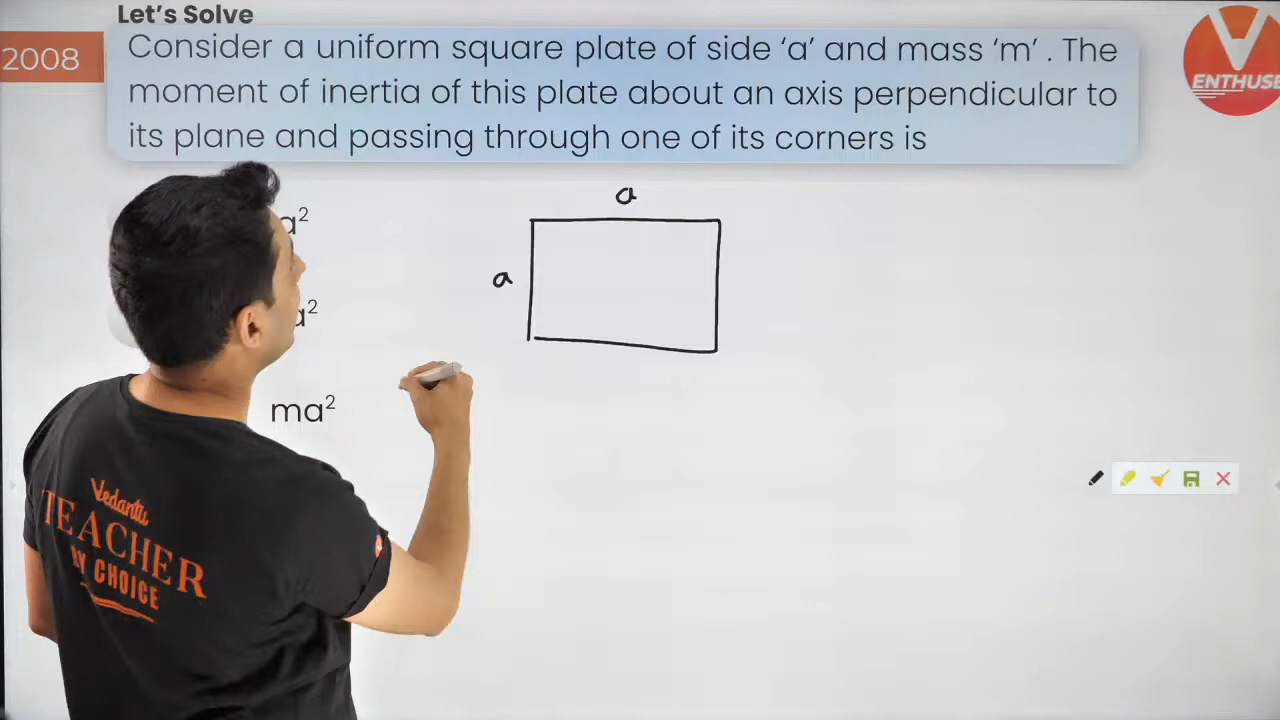 Let's Solve
2008
Consider a uniform square plate of side 'a' and mass 'm' . The
moment of inertia of this plate about an axis perpendicular to
its plane and passing through one of its corners is
V
ENTHUSE
a
a²
a
a²
ma²
Vedantu
TEACHER
BY CHOICE